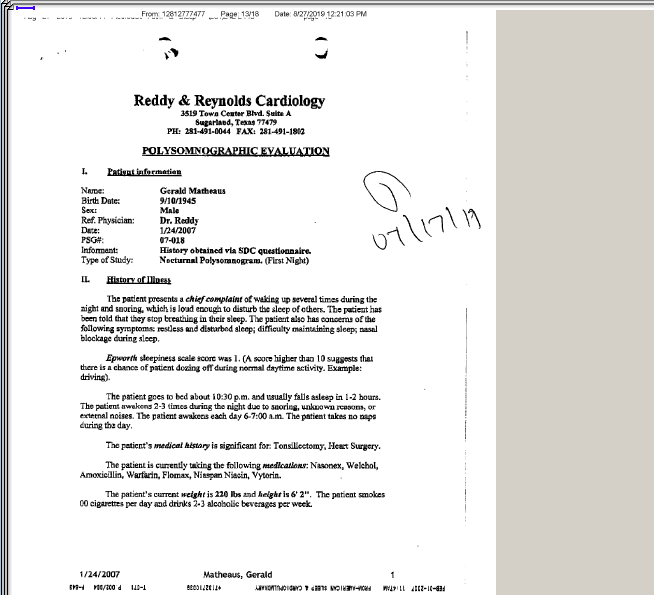 From: 12812777477 Page: 13/18 Date: 8/27/2019 12:21:03 PM
Reddy & Reynolds Cardiology
3519 Town Center Blvd. Suite A
Sugarland, Texas 77479
PH: 281-491-0044 FAX: 281-491-1802
POLYSOMNOGRAPHIC EVALUATION
I. Patient information
Name: Gerald Matheaus
Birth Date: 9/10/1945
Sex: Male
Ref. Physician: Dr. Reddy
Date: 1/24/2007
PSG#: 07-018
Informant: History obtained via SDC questionnaire.
Type of Study: Nocturnal Polysomnogram. (First Night)
07/17/19
II. History of Illness
The patient presents a chief complaint of waking up several times during the
night and snoring, which is loud enough to disturb the sleep of others. The patient has
been told that they stop breathing in their sleep. The patient also has concerns of the
following symptoms: restless and disturbed sleep; difficulty maintaining sleep; nasal
blockage during sleep.
Epworth sleepiness scale score was 1. (A score higher than 10 suggests that
there is a chance of patient dozing off during normal daytime activity. Example:
driving).
The patient goes to bed about 10:30 p.m. and usually falls asleep in 1-2 hours.
The patient awakens 2-3 times during the night due to snoring, unknown reasons, or
external noises. The patient awakens each day 6-7:00 a.m. The patient takes no naps
during the day.
The patient's medical history is significant for: Tonsillectomy, Heart Surgery.
The patient is currently taking the following medications: Nasonex, Welchol,
Amoxicillin, Warfarin, Flomax, Niaspan Niacin, Vytorin.
The patient's current weight is 220 lbs and height is 6' 2". The patient smokes
00 cigarettes per day and drinks 2-3 alcoholic beverages per week.
1/24/2007 Matheaus, Gerald 1
FEB-01-2007 11:47AM FROM-AMERICAN SLEEP & CARDIOPULMONARY T-071 P.002/004 F-843